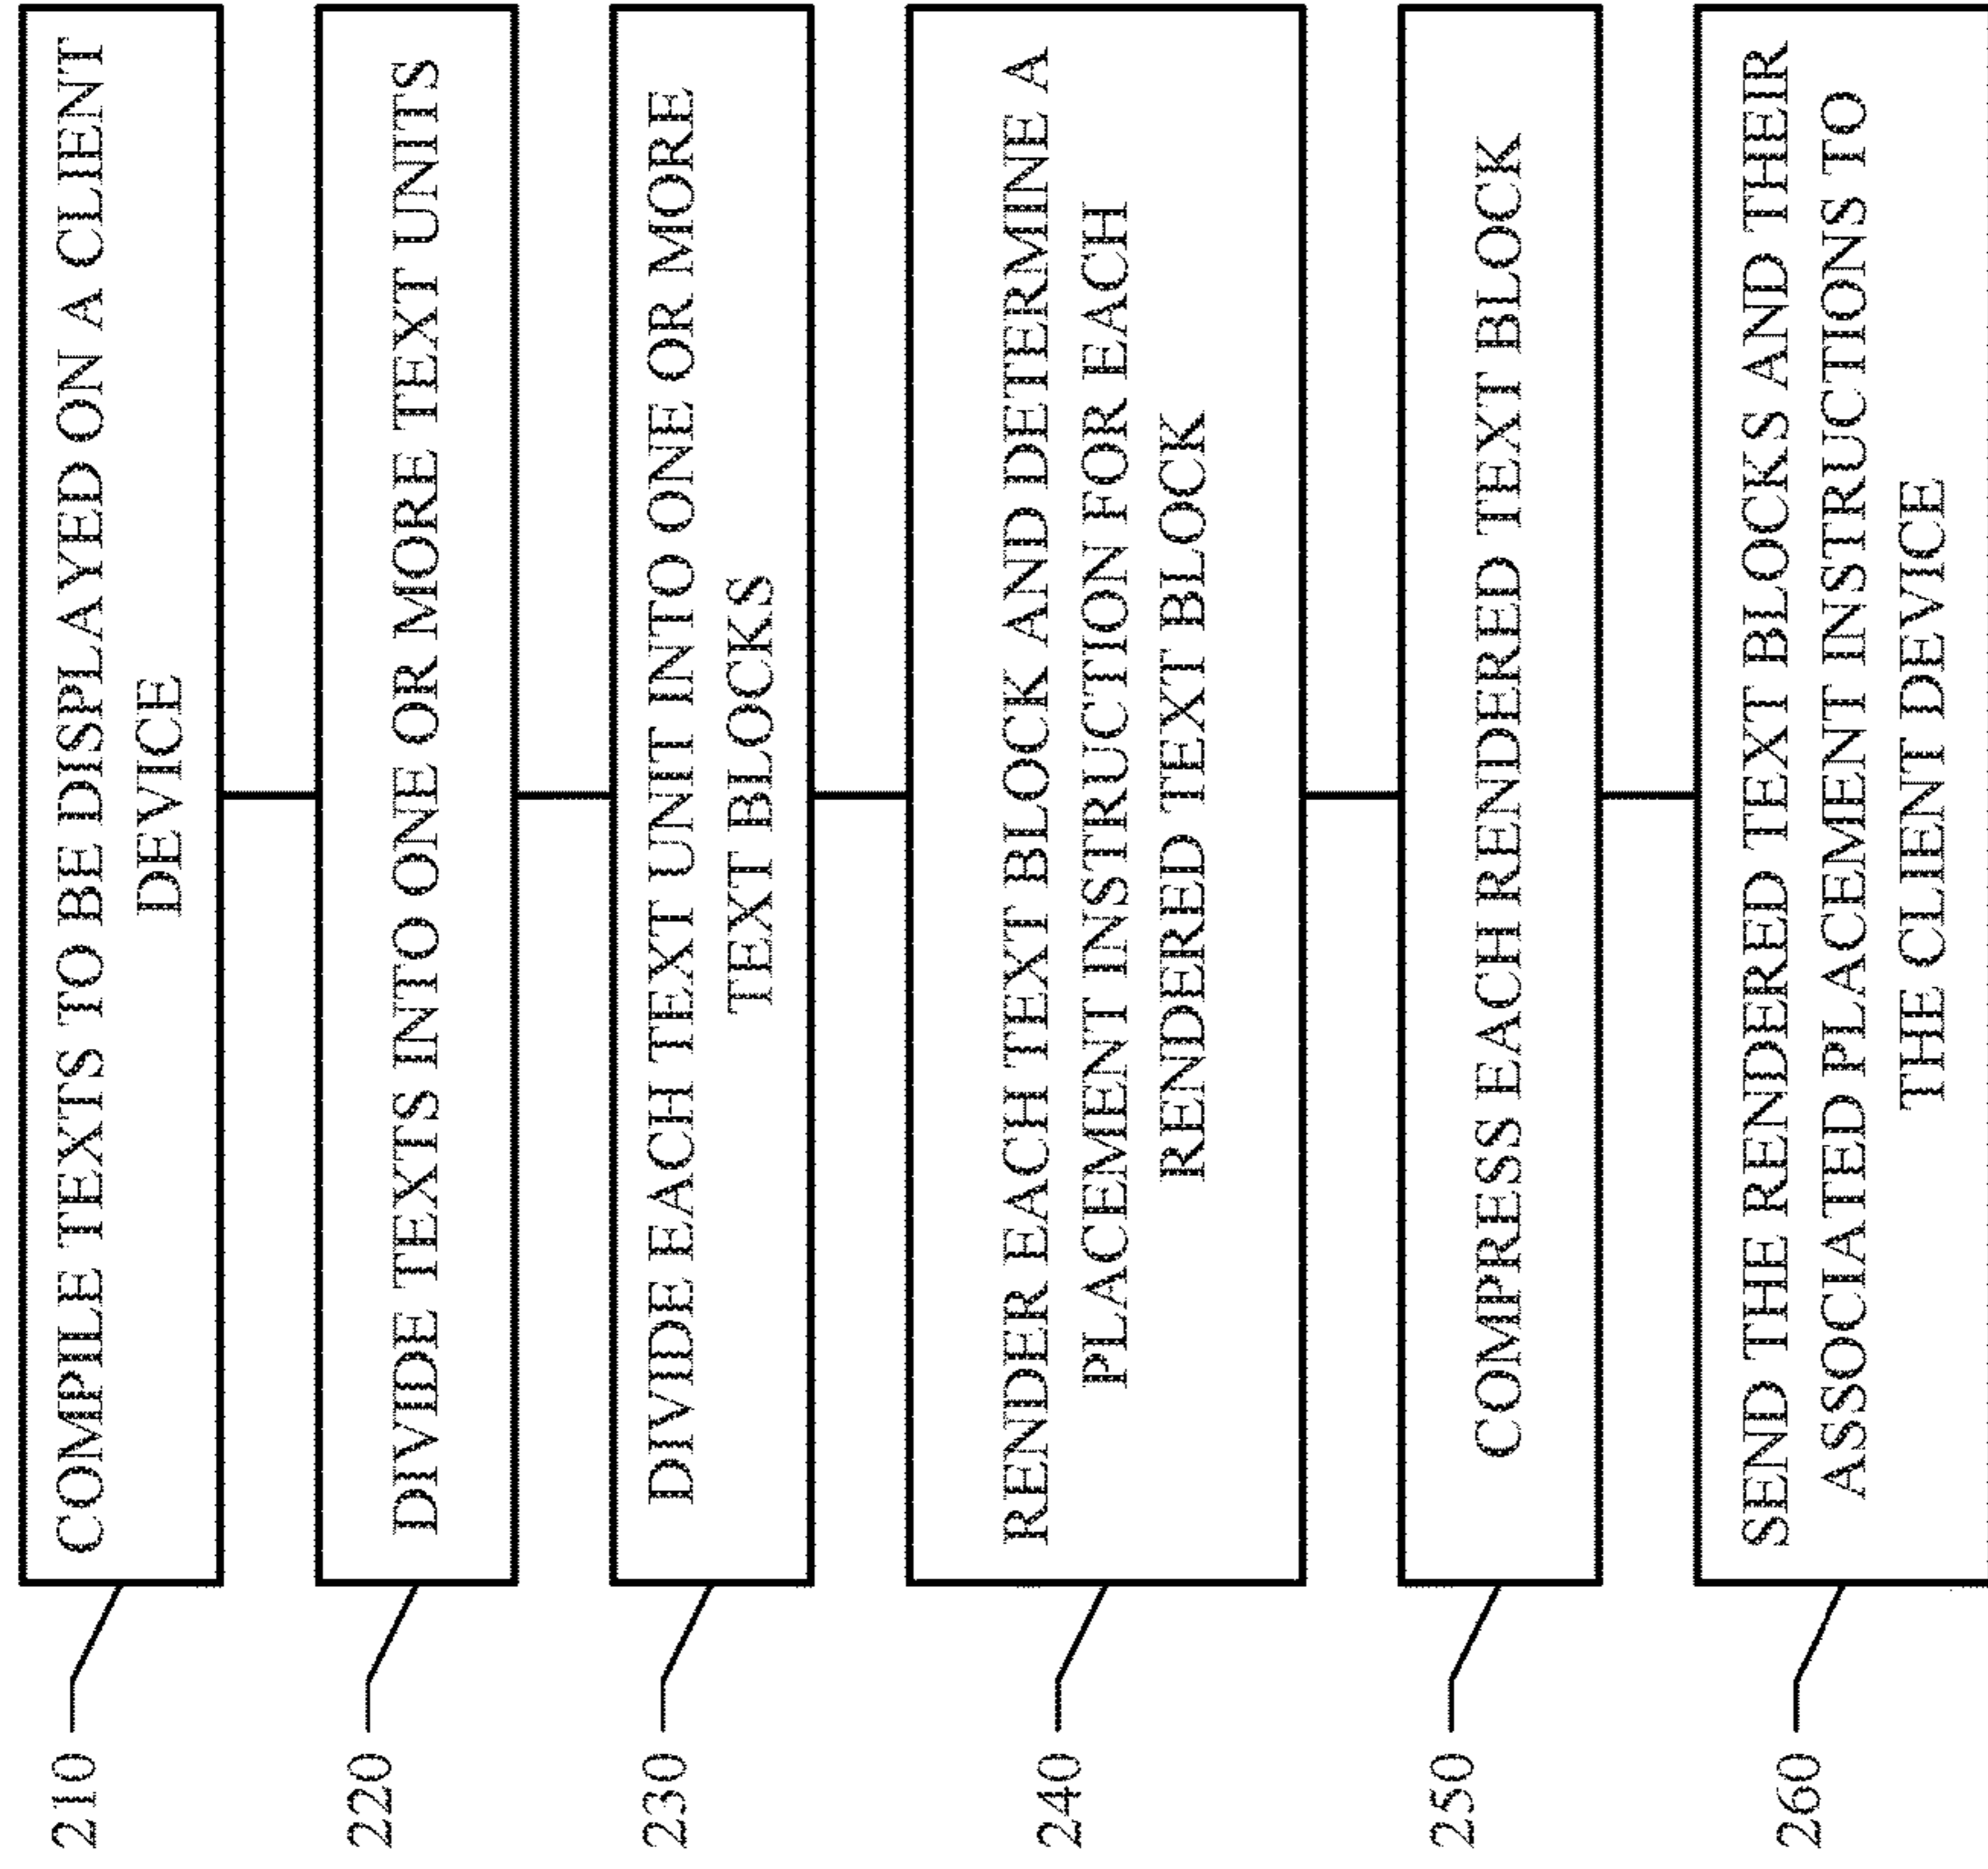 210
COMPILE TEXTS TO BE DISPLAYED ON A CLIENT
DEVICE
220
DIVIDE TEXTS INTO ONE OR MORE TEXT UNITS
230
DIVIDE EACH TEXT UNIT INTO ONE OR MORE
TEXT BLOCKS
240
RENDER EACH TEXT BLOCK AND DETERMINE A
PLACEMENT INSTRUCTION FOR EACH
RENDERED TEXT BLOCK
250
COMPRESS EACH RENDERED TEXT BLOCK
260
SEND THE RENDERED TEXT BLOCKS AND THEIR
ASSOCIATED PLACEMENT INSTRUCTIONS TO
THE CLIENT DEVICE